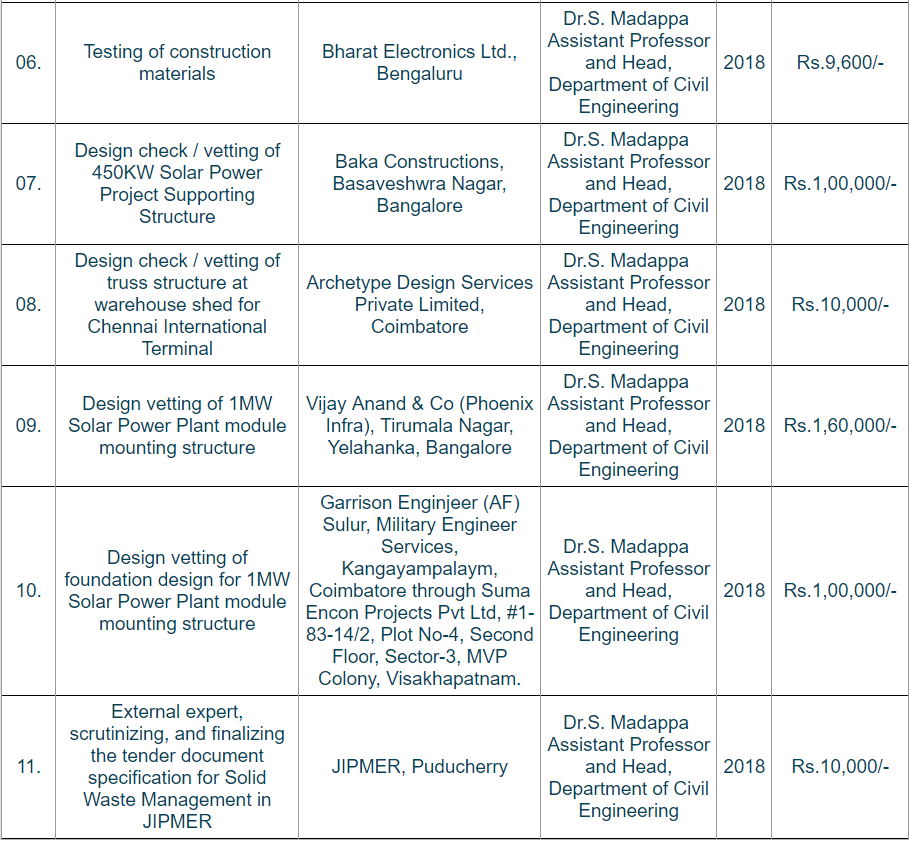 06.
Testing of construction
materials
Bharat Electronics Ltd.,
Bengaluru
Dr.S. Madappa
Assistant Professor
and Head,
Department of Civil
Engineering
2018
Rs.9,600/-
07.
Design check / vetting of
450KW Solar Power
Project Supporting
Structure
Baka Constructions,
Basaveshwra Nagar,
Bangalore
Dr.S. Madappa
Assistant Professor
and Head,
Department of Civil
Engineering
2018
Rs.1,00,000/-
08.
Design check / vetting of
truss structure at
warehouse shed for
Chennai International
Terminal
Archetype Design Services
Private Limited,
Coimbatore
Dr.S. Madappa
Assistant Professor
and Head,
Department of Civil
Engineering
2018
Rs.10,000/-
09.
Design vetting of 1MW
Solar Power Plant module
mounting structure
Vijay Anand & Co (Phoenix
Infra), Tirumala Nagar,
Yelahanka, Bangalore
Dr.S. Madappa
Assistant Professor
and Head,
Department of Civil
Engineering
2018
Rs.1,60,000/-
10.
Design vetting of
foundation design for 1MW
Solar Power Plant module
mounting structure
Garrison Enginjeer (AF)
Sulur, Military Engineer
Services,
Kangayampalaym,
Coimbatore through Suma
Encon Projects Pvt Ltd, #1-
83-14/2, Plot No-4, Second
Floor, Sector-3, MVP
Colony, Visakhapatnam.
Dr.S. Madappa
Assistant Professor
and Head,
Department of Civil
Engineering
2018
Rs.1,00,000/-
11.
External expert,
scrutinizing, and finalizing
the tender document
specification for Solid
Waste Management in
JIPMER
JIPMER, Puducherry
Dr.S. Madappa
Assistant Professor
and Head,
Department of Civil
Engineering
2018
Rs.10,000/-